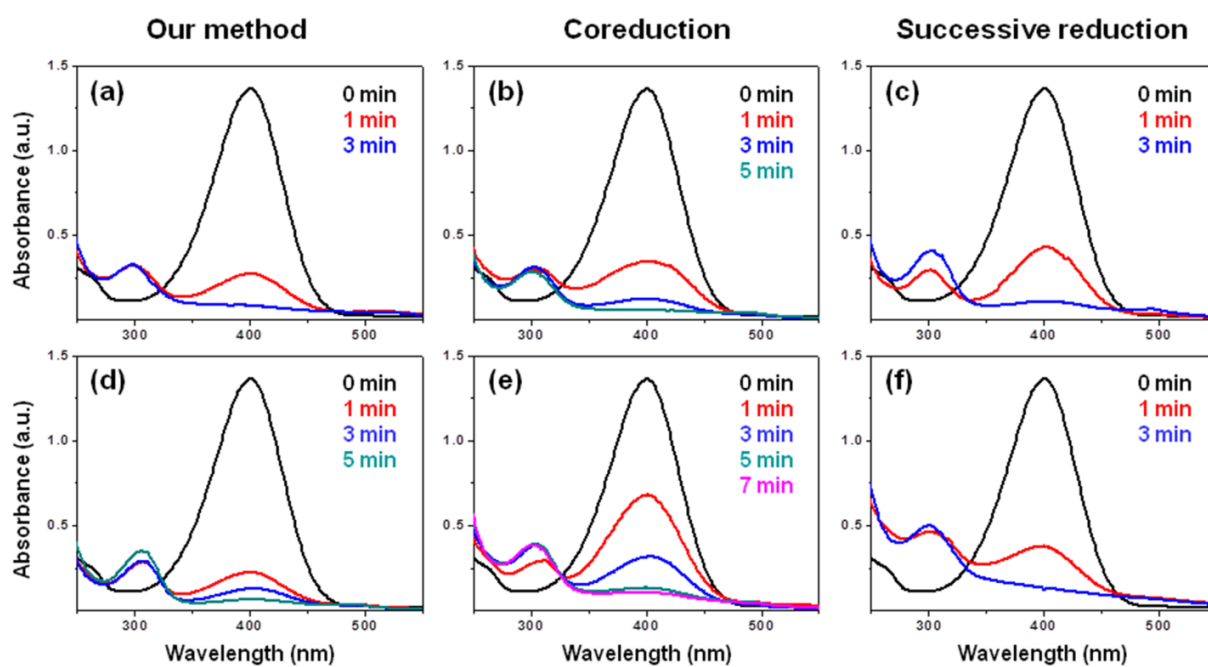 Our method
Coreduction
Successive reduction
Absorbance (a.u.)
1.5
1.0
0.5
300
400
500
(a)
0 min
1 min
3 min
1.5
1.0
0.5
300
400
500
(b)
0 min
1 min
3 min
5 min
1.5
1.0
0.5
300
400
500
(c)
0 min
1 min
3 min
Absorbance (a.u.)
1.5
1.0
0.5
300
400
500
Wavelength (nm)
(d)
0 min
1 min
3 min
5 min
1.5
1.0
0.5
300
400
500
Wavelength (nm)
(e)
0 min
1 min
3 min
5 min
7 min
1.5
1.0
0.5
300
400
500
Wavelength (nm)
(f)
0 min
1 min
3 min